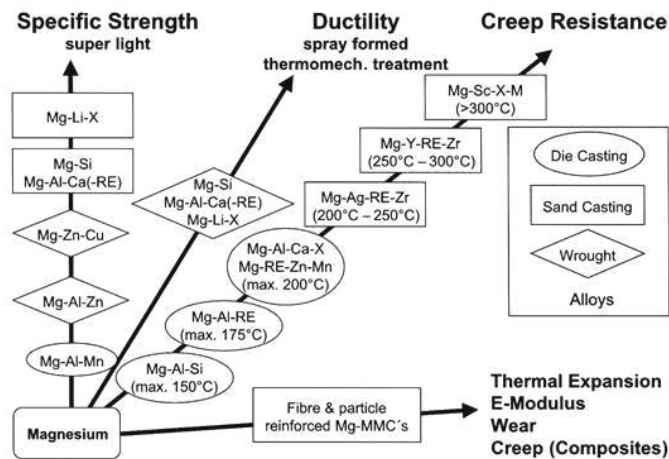 Specific Strength
super light
Ductility
spray formed
thermomech. treatment
Creep Resistance
Mg-Li-X
Mg-Si
Mg-Al-Ca(-RE)
Mg-Zn-Cu
Mg-Al-Zn
Mg-Al-Mn
Magnesium
Mg-Si
Mg-Al-Ca(-RE)
Mg-Li-X
Mg-Sc-X-M
(>300°C)
Mg-Y-RE-Zr
(250°C – 300°C)
Mg-Ag-RE-Zr
(200°C – 250°C)
Mg-Al-Ca-X
Mg-RE-Zn-Mn
(max. 200°C)
Mg-Al-RE
(max. 175°C)
Mg-Al-Si
(max. 150°C)
Die Casting
Sand Casting
Wrought
Alloys
Fibre & particle
reinforced Mg-MMC´s
Thermal Expansion
E-Modulus
Wear
Creep (Composites)